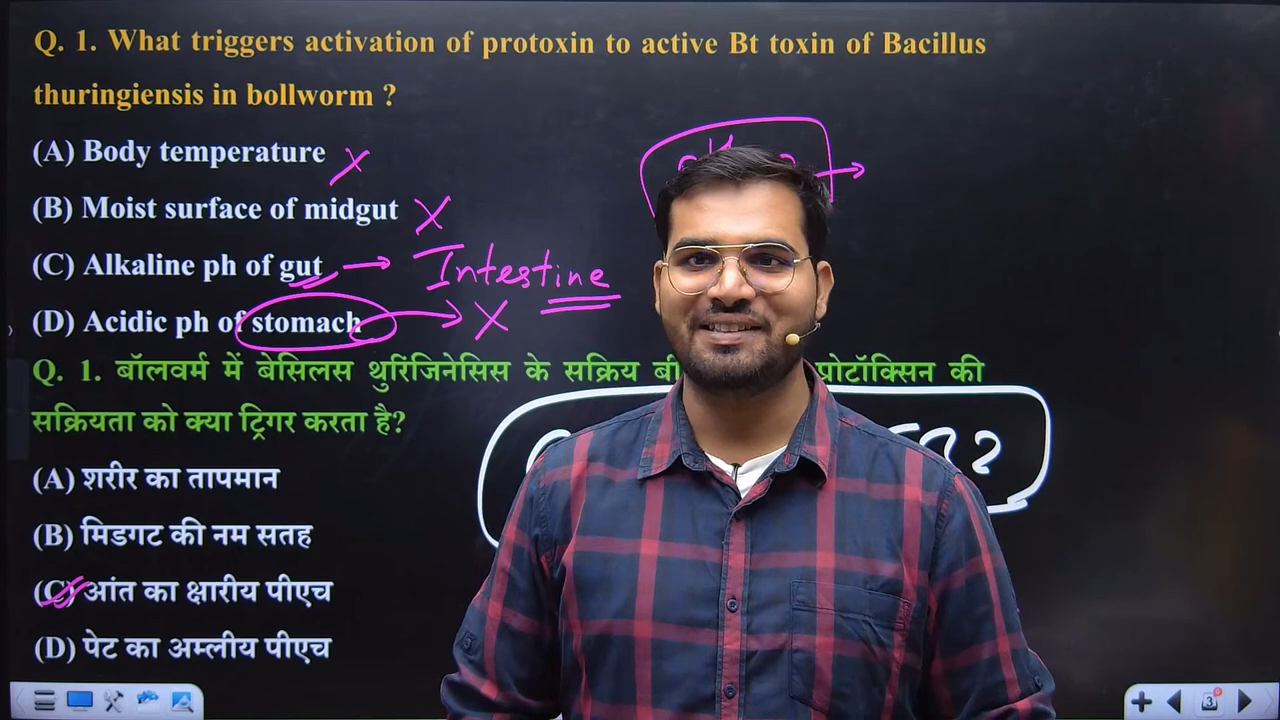 Q. 1. What triggers activation of protoxin to active Bt toxin of Bacillus
thuringiensis in bollworm ?
(A) Body temperature X
(B) Moist surface of midgut X
(C) Alkaline ph of gut → Intestine
(D) Acidic ph of stomach → X
Q. 1. बॉलवर्म में बेसिलस थुरिंजिनेसिस के सक्रिय प्रोटॉक्सिन की
सक्रियता को क्या ट्रिगर करता है?
(A) शरीर का तापमान
(B) मिडगट की नम सतह
(C) आंत का क्षारीय पीएच
(D) पेट का अम्लीय पीएच
3